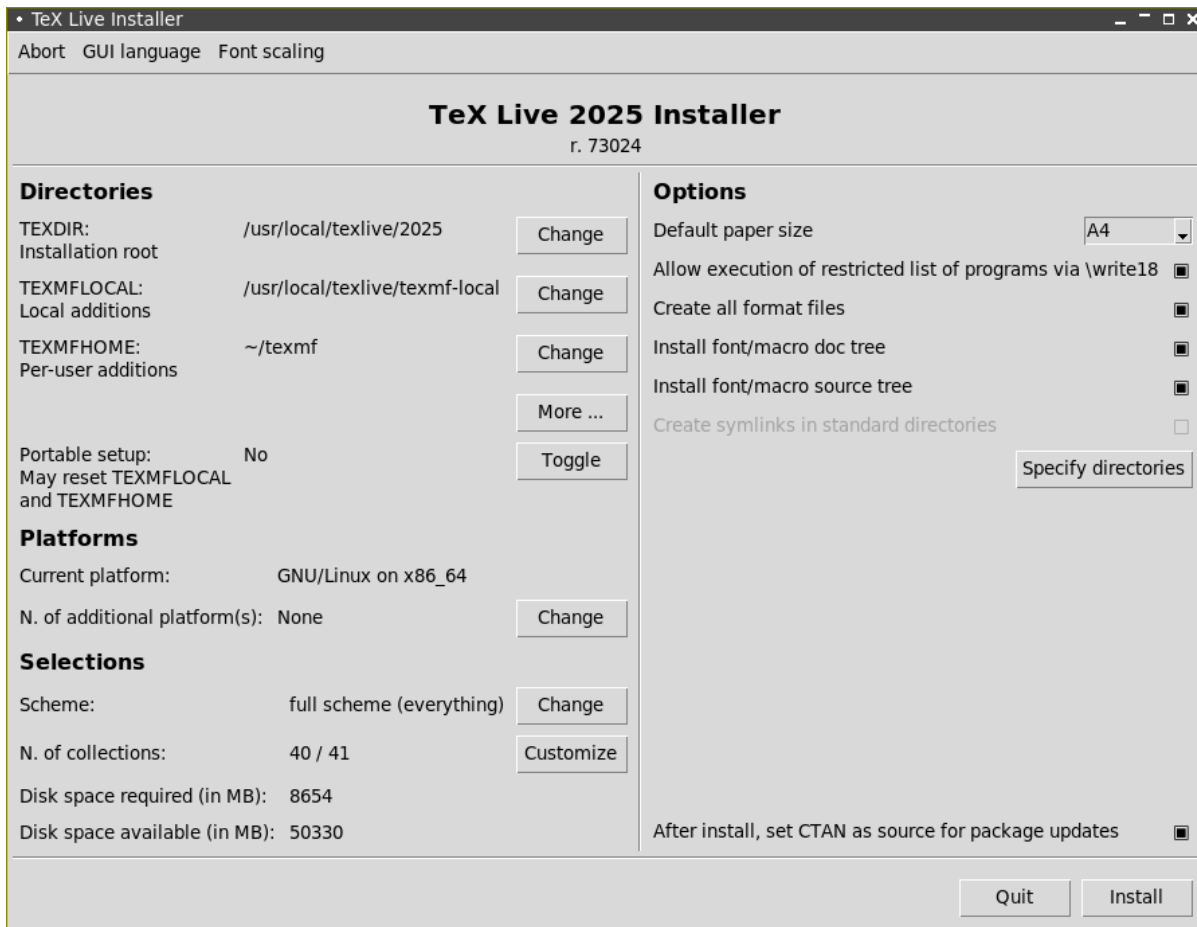 TeX Live Installer
Abort GUI language Font scaling
TeX Live 2025 Installer
r. 73024
Directories
TEXDIR: /usr/local/texlive/2025 Change
Installation root
TEXMFLOCAL: /usr/local/texlive/texmf-local Change
Local additions
TEXMFHOME: ~/texmf Change
Per-user additions
More ...
Portable setup: No Toggle
May reset TEXMFLOCAL
and TEXMFHOME
Platforms
Current platform: GNU/Linux on x86_64
N. of additional platform(s): None Change
Selections
Scheme: full scheme (everything) Change
N. of collections: 40 / 41 Customize
Disk space required (in MB): 8654
Disk space available (in MB): 50330
Options
Default paper size A4
Allow execution of restricted list of programs via \write18
Create all format files
Install font/macro doc tree
Install font/macro source tree
Create symlinks in standard directories
Specify directories
After install, set CTAN as source for package updates
Quit Install